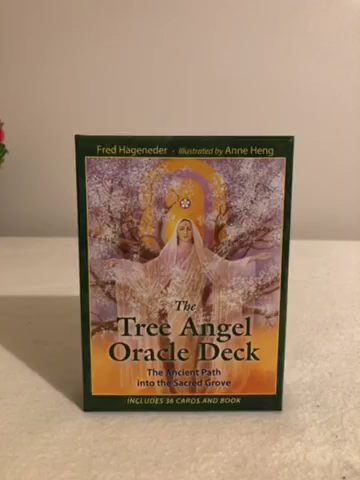 Fred Hageneder · Illustrated by Anne Heng
The
Tree Angel
Oracle Deck
The Ancient Path
into the Sacred Grove
INCLUDES 36 CARDS AND BOOK